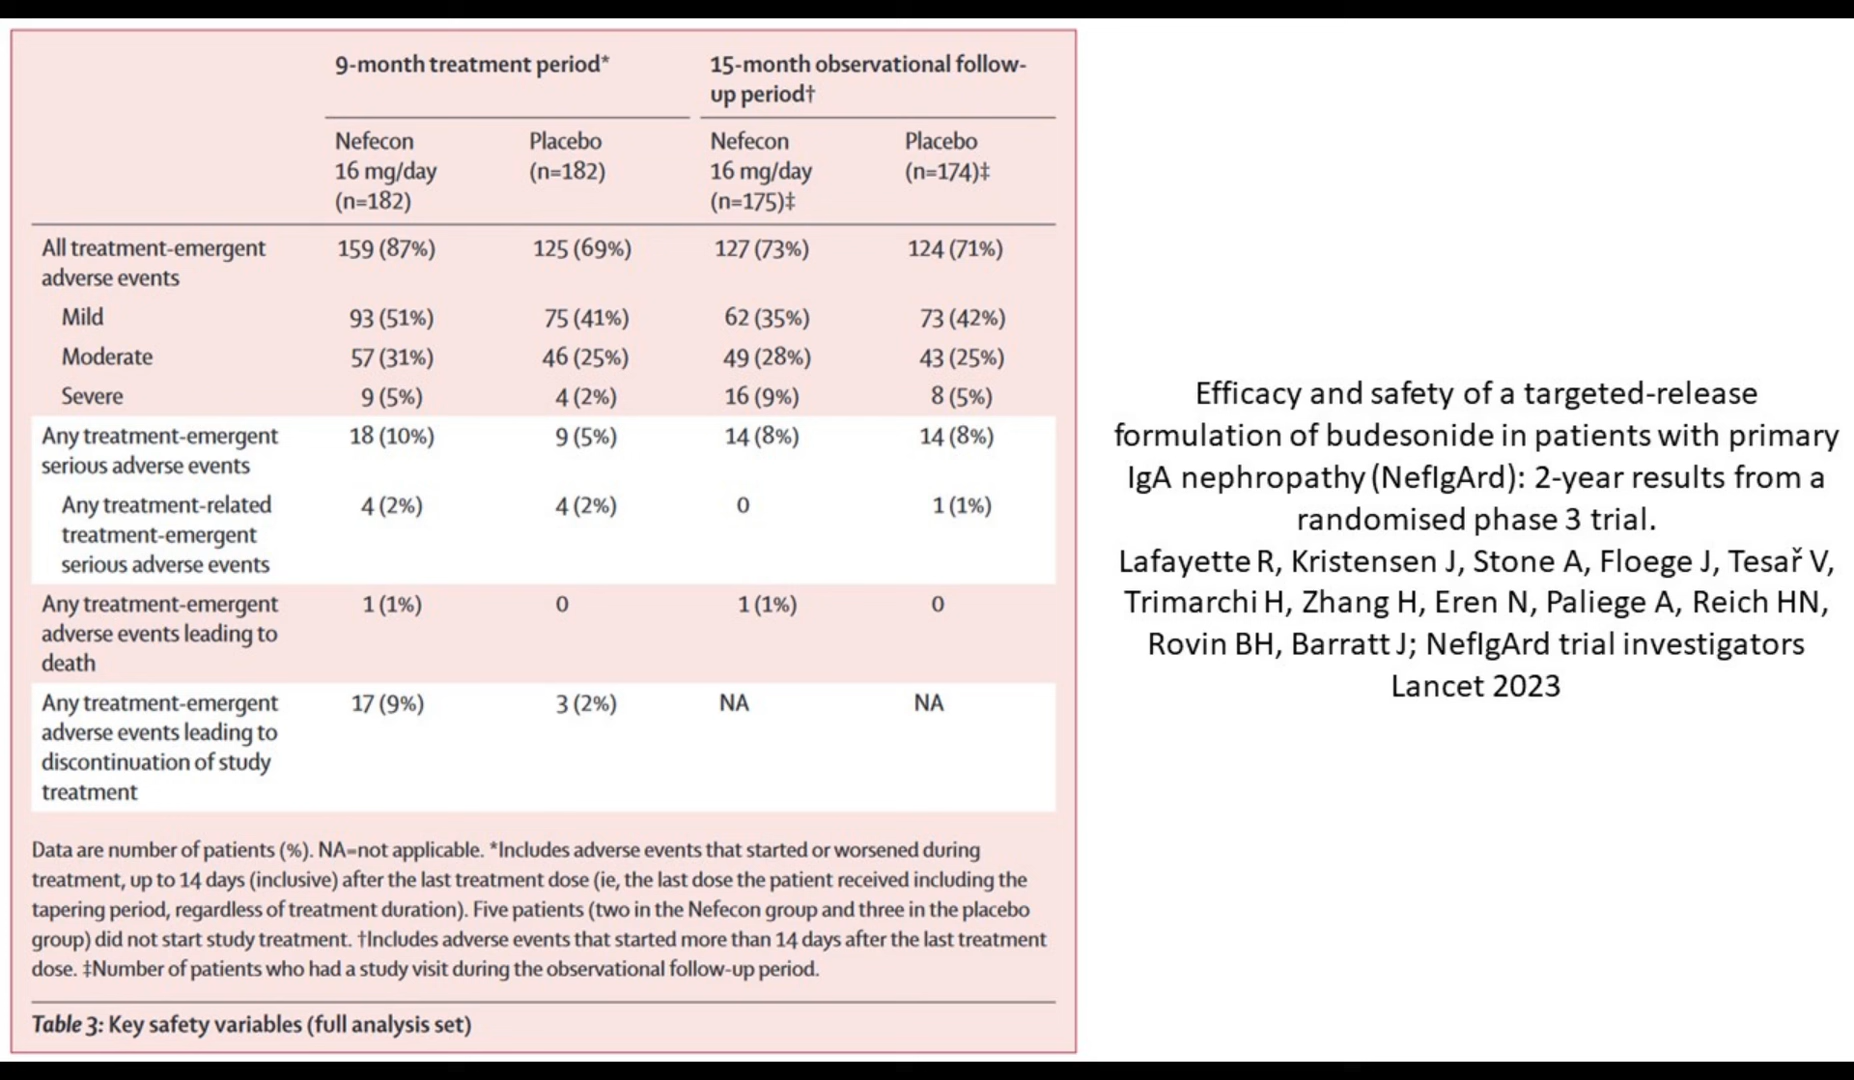 9-month treatment period* 15-month observational follow-
up period†
Nefecon Placebo Nefecon Placebo
16 mg/day (n=182) 16 mg/day (n=174)‡
(n=182) (n=175)‡
All treatment-emergent 159 (87%) 125 (69%) 127 (73%) 124 (71%)
adverse events
Mild 93 (51%) 75 (41%) 62 (35%) 73 (42%)
Moderate 57 (31%) 46 (25%) 49 (28%) 43 (25%)
Severe 9 (5%) 4 (2%) 16 (9%) 8 (5%)
Any treatment-emergent 18 (10%) 9 (5%) 14 (8%) 14 (8%)
serious adverse events
Any treatment-related 4 (2%) 4 (2%) 0 1 (1%)
treatment-emergent
serious adverse events
Any treatment-emergent 1 (1%) 0 1 (1%) 0
adverse events leading to
death
Any treatment-emergent 17 (9%) 3 (2%) NA NA
adverse events leading to
discontinuation of study
treatment
Data are number of patients (%). NA=not applicable. *Includes adverse events that started or worsened during
treatment, up to 14 days (inclusive) after the last treatment dose (ie, the last dose the patient received including the
tapering period, regardless of treatment duration). Five patients (two in the Nefecon group and three in the placebo
group) did not start study treatment. †Includes adverse events that started more than 14 days after the last treatment
dose. ‡Number of patients who had a study visit during the observational follow-up period.
Table 3: Key safety variables (full analysis set)
Efficacy and safety of a targeted-release
formulation of budesonide in patients with primary
IgA nephropathy (NefIgArd): 2-year results from a
randomised phase 3 trial.
Lafayette R, Kristensen J, Stone A, Floege J, Tesař V,
Trimarchi H, Zhang H, Eren N, Paliege A, Reich HN,
Rovin BH, Barratt J; NefIgArd trial investigators
Lancet 2023